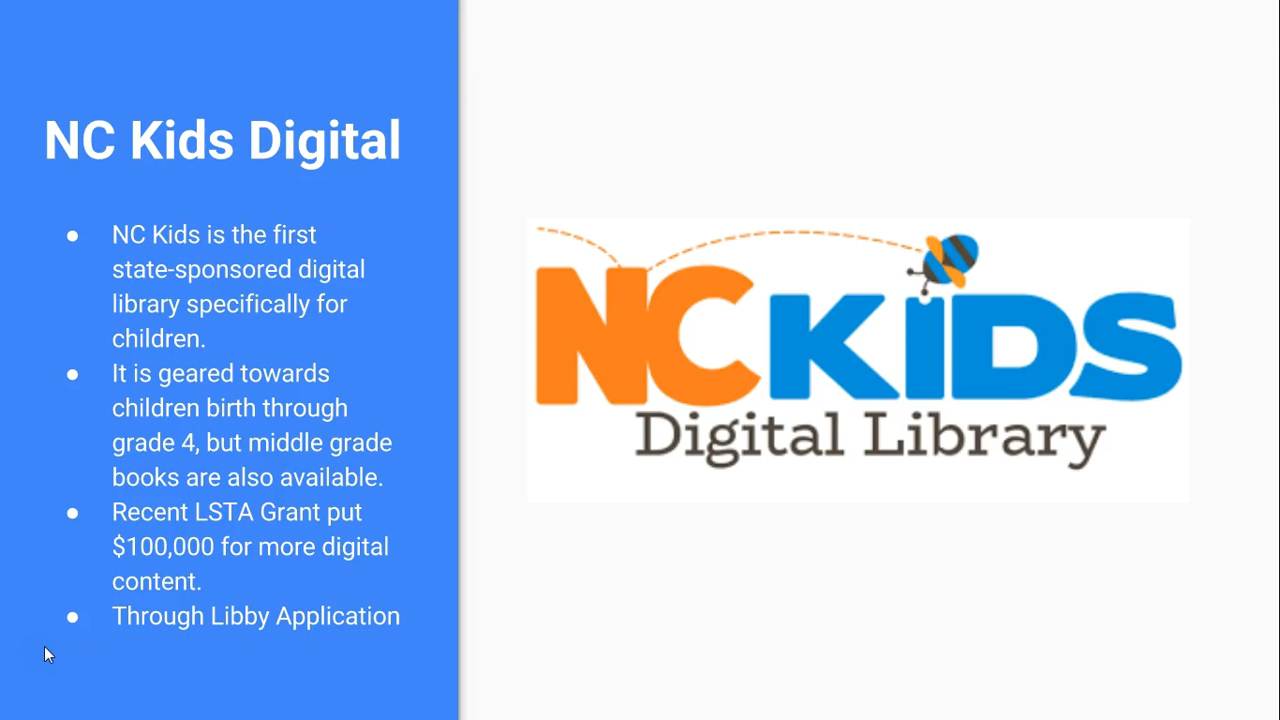 NC Kids Digital
● NC Kids is the first
state-sponsored digital
library specifically for
children.
● It is geared towards
children birth through
grade 4, but middle grade
books are also available.
● Recent LSTA Grant put
$100,000 for more digital
content.
● Through Libby Application
NC KiDS
Digital Library